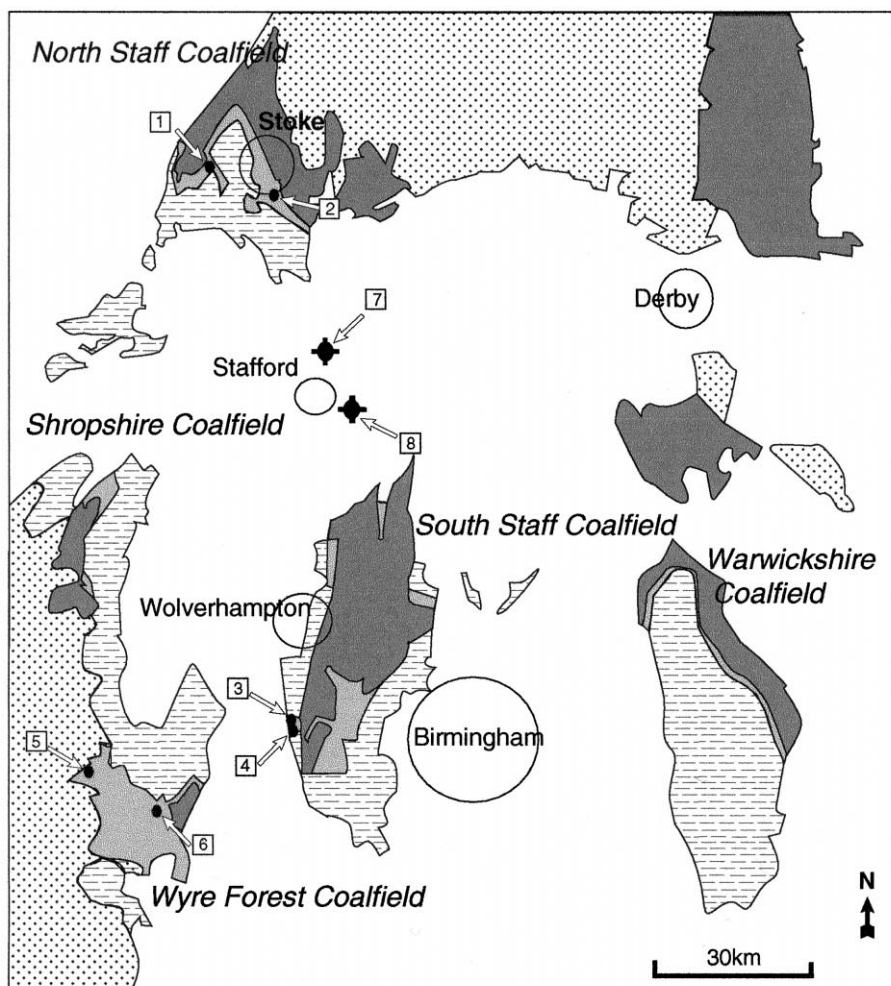 North Staff Coalfield
Stoke
1
2
Derby
7
Stafford
8
Shropshire Coalfield
South Staff Coalfield
Warwickshire
Coalfield
Wolverhampton
3
Birmingham
4
5
6
Wyre Forest Coalfield
N
30km